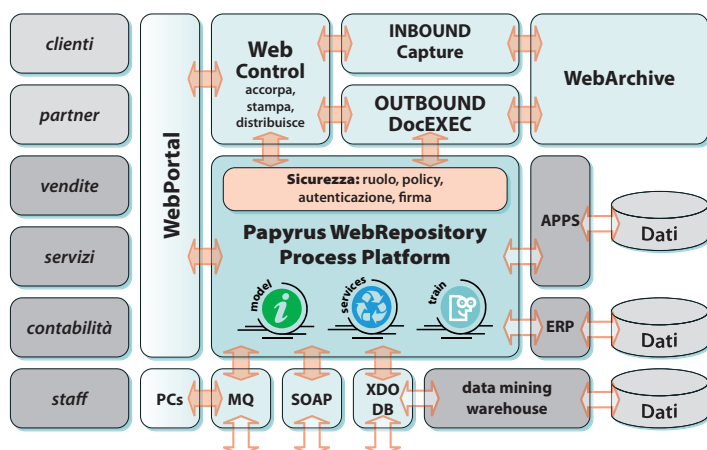 clienti
partner
vendite
servizi
contabilità
staff
WebPortal
PCs
Web
Control
accorpa,
stampa,
distribuisce
INBOUND
Capture
OUTBOUND
DocEXEC
WebArchive
Sicurezza: ruolo, policy,
autenticazione, firma
Papyrus WebRepository
Process Platform
model
services
train
APPS
Dati
ERP
Dati
MQ
SOAP
XDO
DB
data mining
warehouse
Dati